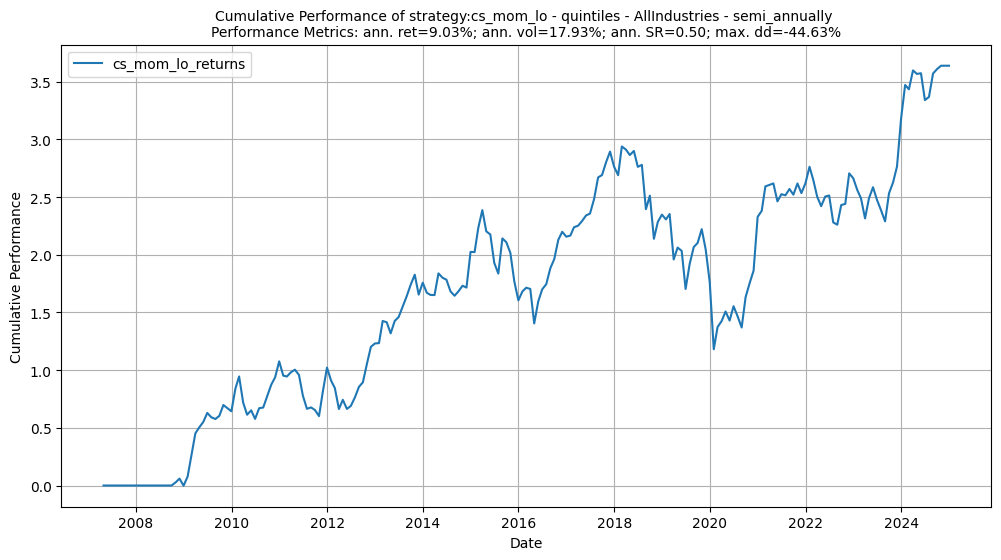 Cumulative Performance of strategy:cs_mom_lo - quintiles - AllIndustries - semi_annually
Performance Metrics: ann. ret=9.03%; ann. vol=17.93%; ann. SR=0.50; max. dd=-44.63%
cs_mom_lo_returns
3.5
3.0
2.5
2.0
1.5
1.0
0.5
0.0
Cumulative Performance
2008 2010 2012 2014 2016 2018 2020 2022 2024
Date